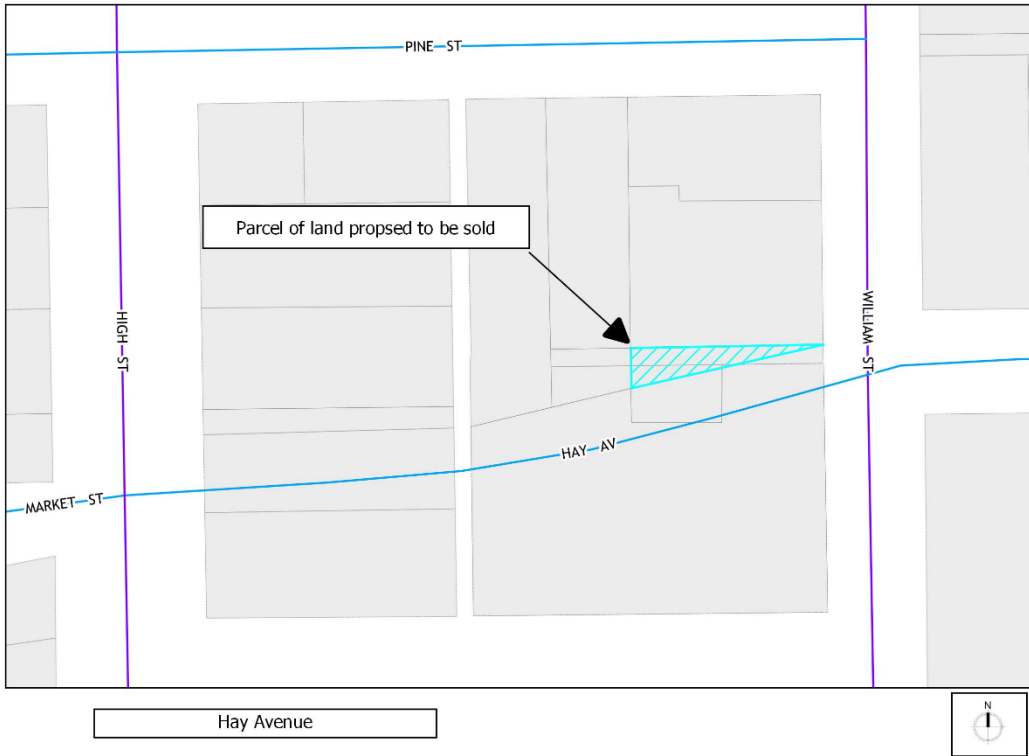 PINE ST
Parcel of land propsed to be sold
HIGH ST
WILLIAM ST
HAY AV
MARKET ST
Hay Avenue
N